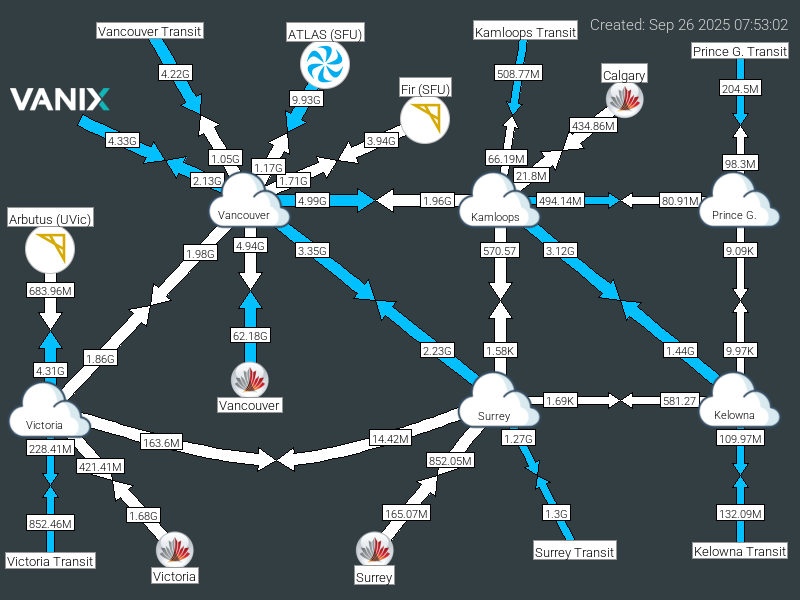 Created: Sep 26 2025 07:53:02
Vancouver Transit
ATLAS (SFU)
Kamloops Transit
Prince G. Transit
4.22G
9.93G
508.77M
Calgary
204.5M
VANIX
Fir (SFU)
4.33G
3.94G
434.86M
1.05G
1.17G
66.19M
98.3M
2.13G
1.71G
21.8M
4.99G
1.96G
494.14M
80.91M
Arbutus (UVic)
Vancouver
Kamloops
Prince G.
1.98G
4.94G
3.35G
570.57
3.12G
9.09K
683.96M
62.18G
1.86G
2.23G
1.58K
1.44G
9.97K
4.31G
Vancouver
1.69K
581.27
Victoria
Surrey
Kelowna
228.41M
163.6M
14.42M
1.27G
109.97M
421.41M
852.05M
852.46M
1.68G
165.07M
1.3G
132.09M
Victoria Transit
Victoria
Surrey
Surrey Transit
Kelowna Transit